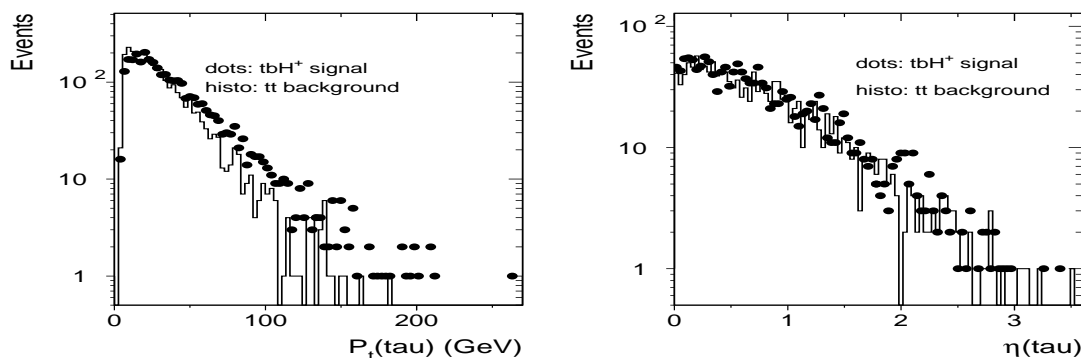 Events
10²
10
1
dots: tbH⁺ signal
histo: tt background
0
100
200
Pₜ(tau) (GeV)
Events
10²
10
1
dots: tbH⁺ signal
histo: tt background
0
1
2
3
η(tau)